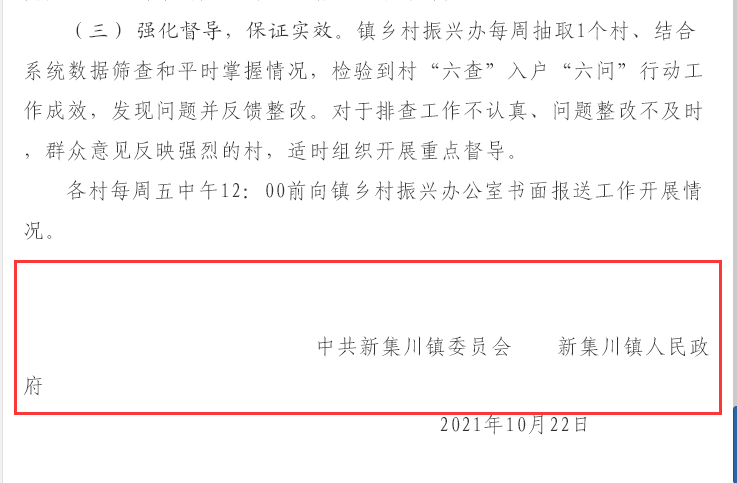 （三）强化督导，保证实效。镇乡村振兴办每周抽取1个村、结合
系统数据筛查和平时掌握情况，检验到村“六查”入户“六问”行动工
作成效，发现问题并反馈整改。对于排查工作不认真、问题整改不及时
，群众意见反映强烈的村，适时组织开展重点督导。
各村每周五中午12：00前向镇乡村振兴办公室书面报送工作开展情
况。
中共新集川镇委员会　　新集川镇人民政
府
2021年10月22日